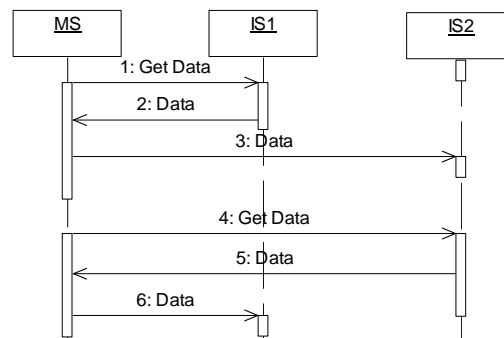 MS
IS1
IS2
1: Get Data
2: Data
3: Data
4: Get Data
5: Data
6: Data